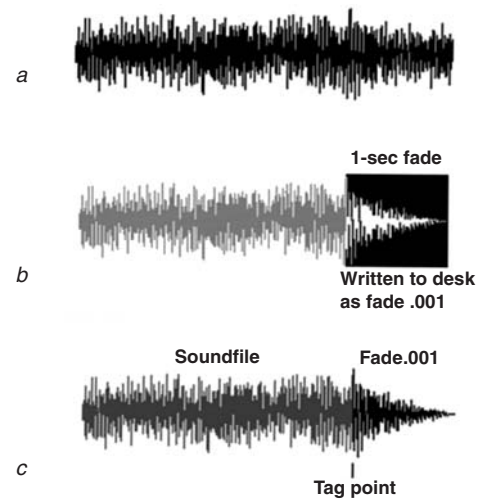 a
1-sec fade
b
Written to desk
as fade .001
Soundfile Fade.001
c
Tag point